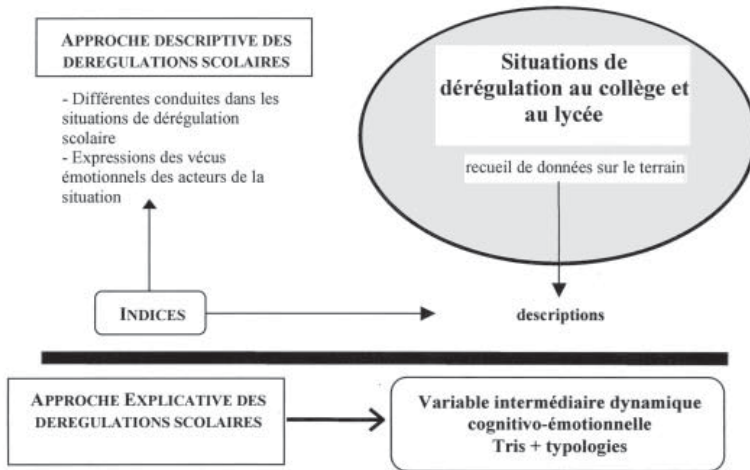 APPROCHE DESCRIPTIVE DES
DEREGULATIONS SCOLAIRES
- Différentes conduites dans les
situations de dérégulation
scolaire
- Expressions des vécus
émotionnels des acteurs de la
situation
Situations de
dérégulation au collège et
au lycée
recueil de données sur le terrain
INDICES
descriptions
APPROCHE EXPLICATIVE DES
DEREGULATIONS SCOLAIRES
Variable intermédiaire dynamique
cognitivo-émotionnelle
Tris + typologies